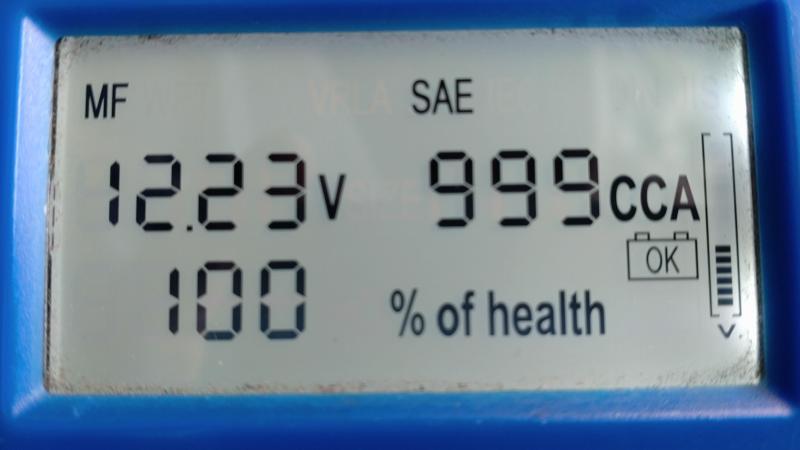 MF SAE
12.23 V 999 CCA
OK
100 % of health